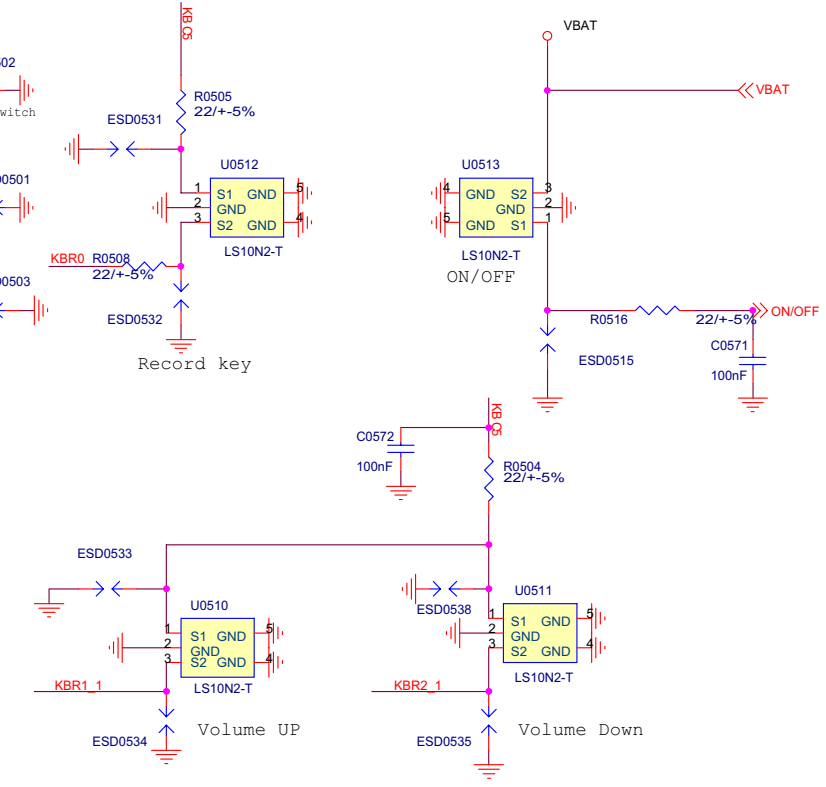 KB C5
VBAT
02
R0505
22/+-5%
VBAT
witch
ESD0531
U0512
U0513
0501
1 S1 GND 5
2 GND
3 S2 GND 4
4 GND S2 3
GND 2
5 GND S1 1
LS10N2-T
LS10N2-T
ON/OFF
KBR0 R0508
22/+-5%
0503
ESD0532
R0516 22/+-5% ON/OFF
C0571
100nF
ESD0515
Record key
KB C5
C0572
100nF
R0504
22/+-5%
ESD0533
U0511
ESD0538
U0510
1 S1 GND 5
2 GND
3 S2 GND 4
1 S1 GND 5
2 GND
3 S2 GND 4
LS10N2-T
LS10N2-T
KBR1_1
KBR2_1
Volume UP
Volume Down
ESD0534
ESD0535